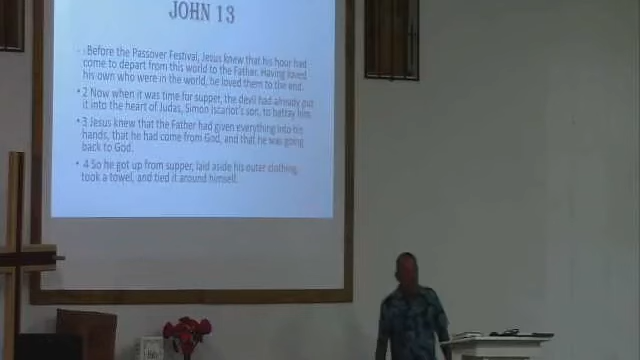 JOHN 13
Before the Passover Festival, Jesus knew that his hour had
come to depart from this world to the Father. Having loved
his own who were in the world, he loved them to the end.
• 2 Now when it was time for supper, the devil had already put
it into the heart of Judas, Simon Iscariot's son, to betray him.
• 3 Jesus knew that the Father had given everything into his
hands, that he had come from God, and that he was going
back to God.
• 4 So he got up from supper, laid aside his outer clothing,
took a towel, and tied it around himself.